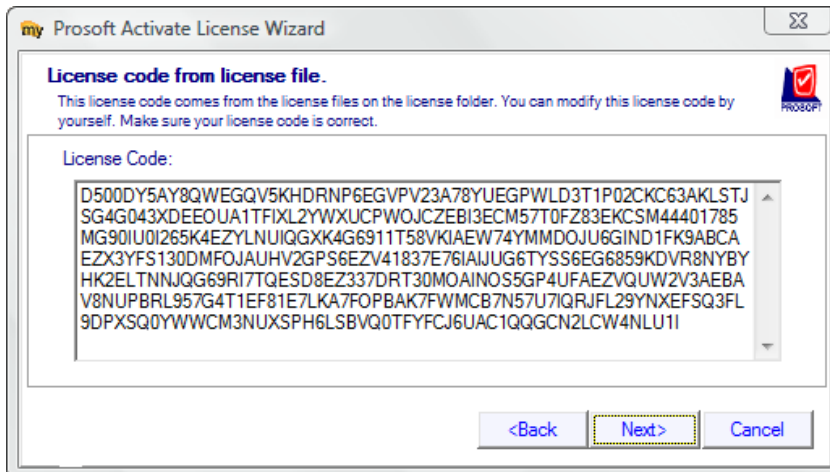 my Prosoft Activate License Wizard
License code from license file.
This license code comes from the license files on the license folder. You can modify this license code by
yourself. Make sure your license code is correct.
PROSOFT
License Code:
D500DY5AY8QWEGQV5KHDRNP6EGVPV23A78YUEGPWLD3T1P02CKC63AKLSTJ
SG4G043XDEEOUA1TFIXL2YWXUCPWOJCZEBI3ECM57T0FZ83EKCSM44401785
MG90IU0I265K4EZYLNUIQGXK4G6911T58VKIAEW74YMMDOJU6GIND1FK9ABCA
EZX3YFS130DMFOJAUHV2GPS6EZV41837E76IAIJUG6TYSS6EG6859KDVR8NYBY
HK2ELTNNJQG69RI7TQESD8EZ337DRT30MOAINOS5GP4UFAEZVQUW2V3AEBA
V8NUPBRL957G4T1EF81E7LKA7FOPBAK7FWMCB7N57U7IQRJFL29YNXEFSQ3FL
9DPXSQ0YWWCM3NUXSPH6LSBVQ0TFYFCJ6UAC1QQGCN2LCW4NLU1I
<Back Next> Cancel